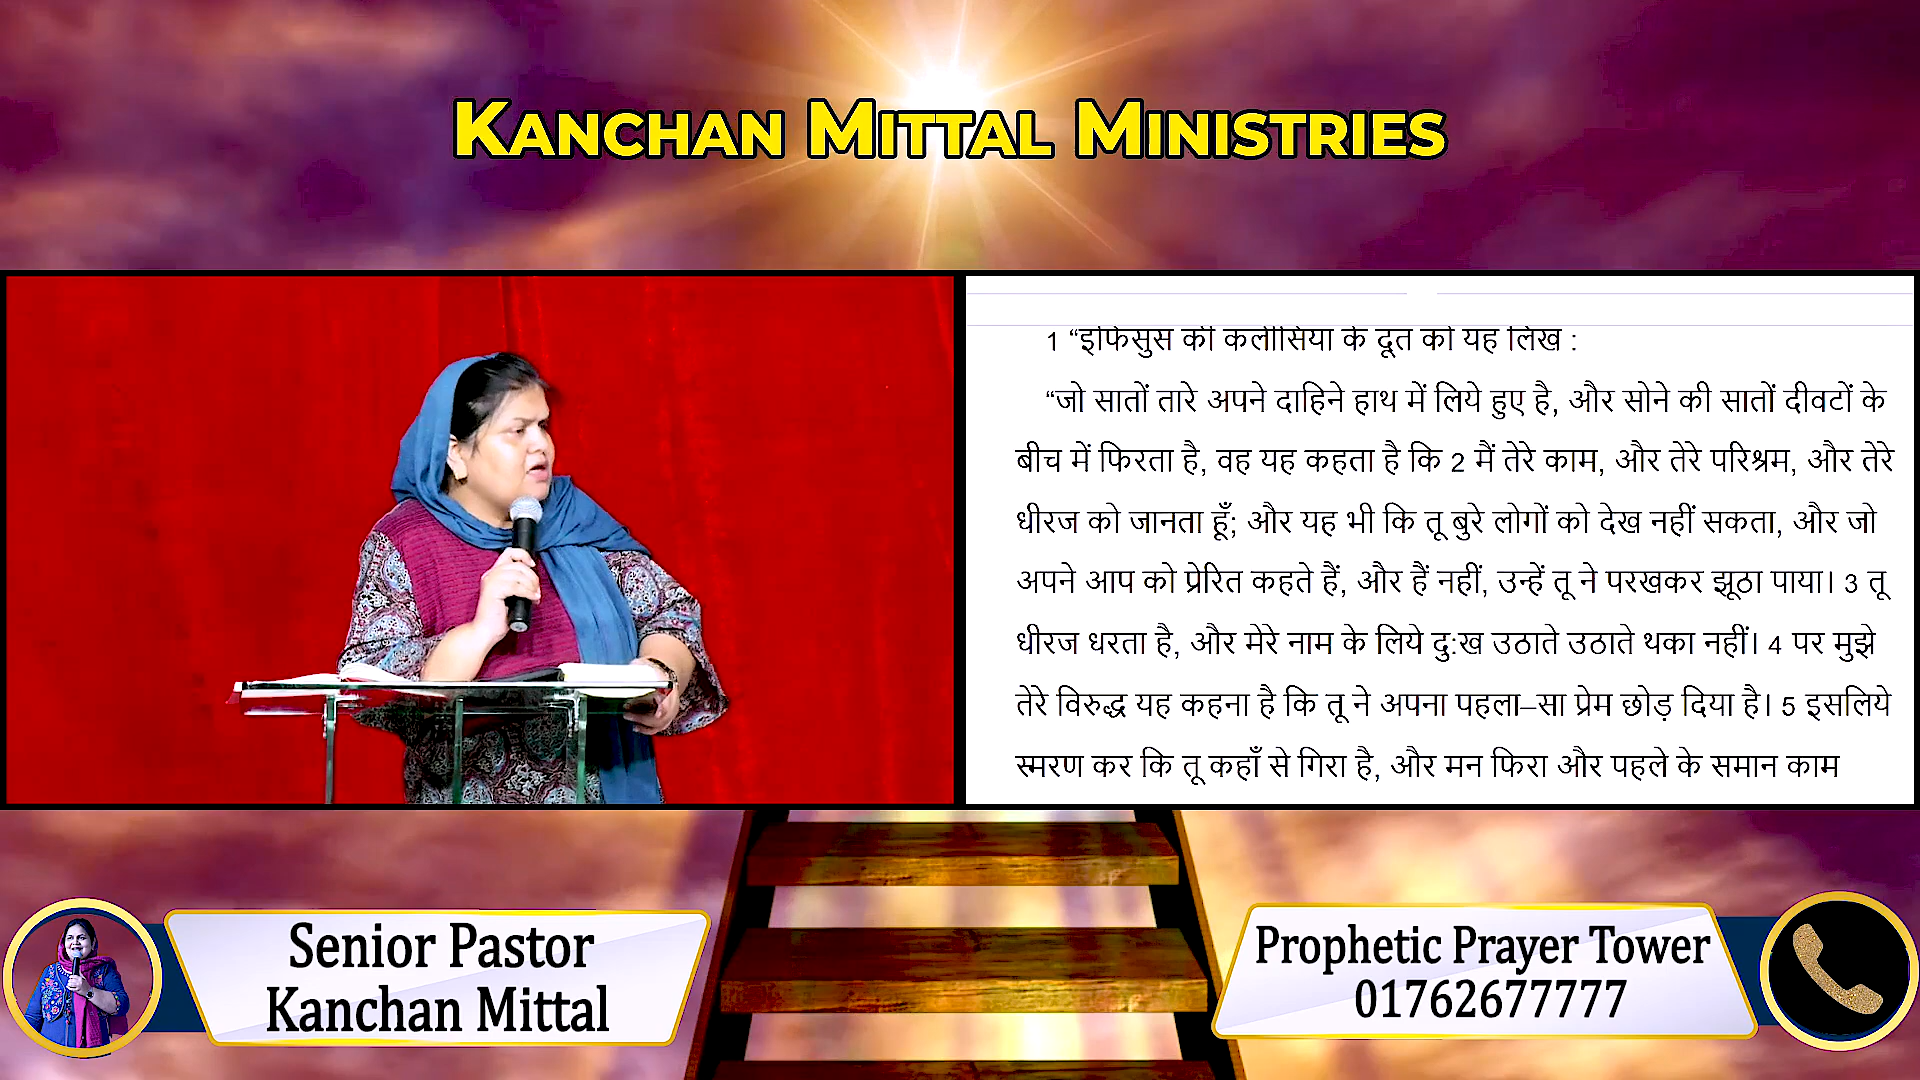 KANCHAN MITTAL MINISTRIES
1 “इफिसुस की कलीसिया के दूत को यह लिख :
“जो सातों तारे अपने दाहिने हाथ में लिये हुए है, और सोने की सातों दीवटों के
बीच में फिरता है, वह यह कहता है कि 2 मैं तेरे काम, और तेरे परिश्रम, और तेरे
धीरज को जानता हूँ; और यह भी कि तू बुरे लोगों को देख नहीं सकता, और जो
अपने आप को प्रेरित कहते हैं, और हैं नहीं, उन्हें तू ने परखकर झूठा पाया। 3 तू
धीरज धरता है, और मेरे नाम के लिये दु:ख उठाते उठाते थका नहीं। 4 पर मुझे
तेरे विरुद्ध यह कहना है कि तू ने अपना पहला–सा प्रेम छोड़ दिया है। 5 इसलिये
स्मरण कर कि तू कहाँ से गिरा है, और मन फिरा और पहले के समान काम
Senior Pastor
Kanchan Mittal
Prophetic Prayer Tower
01762677777